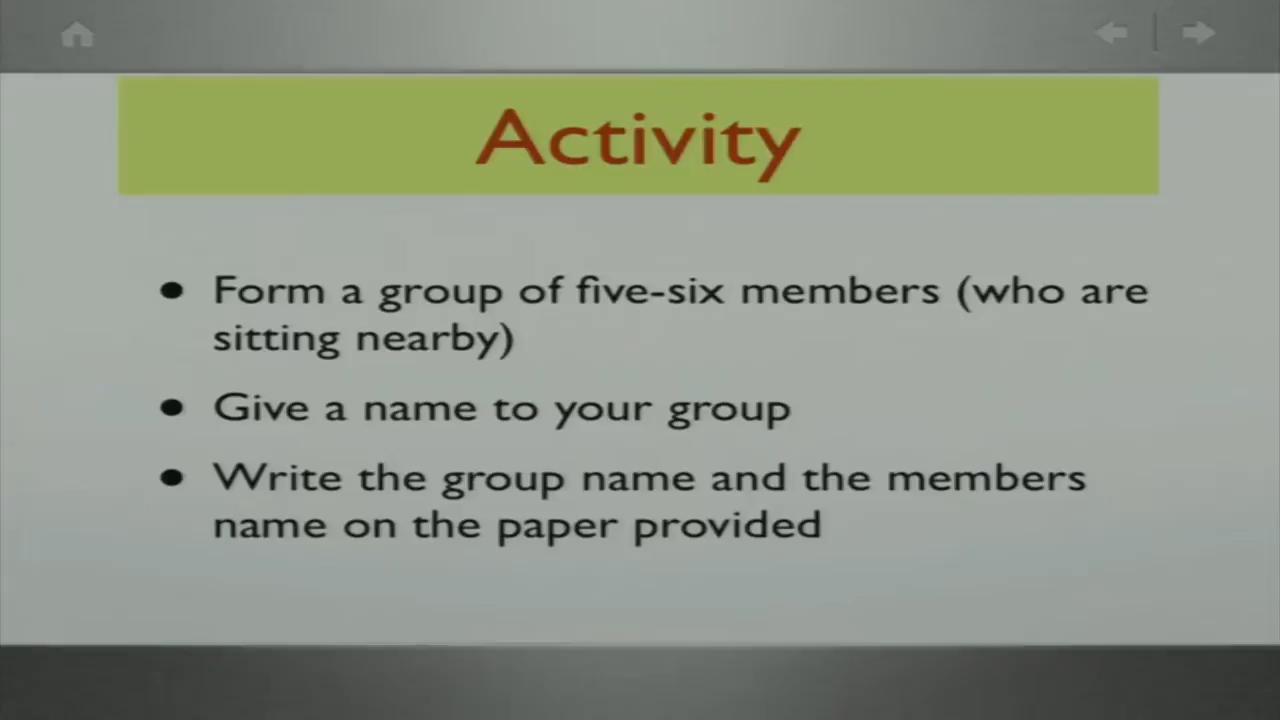 Activity
• Form a group of five-six members (who are
sitting nearby)
• Give a name to your group
• Write the group name and the members
name on the paper provided